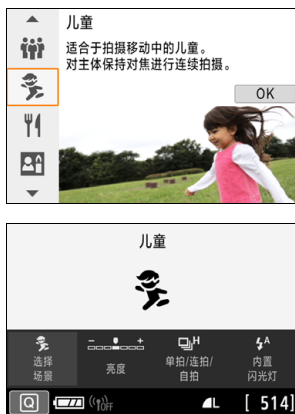 儿童
适合于拍摄移动中的儿童。
对主体保持对焦进行连续拍摄。
OK
儿童
- +
H A
选择
场景
亮度
单拍/连拍/
自拍
内置
闪光灯
Q OFF L [ 514]